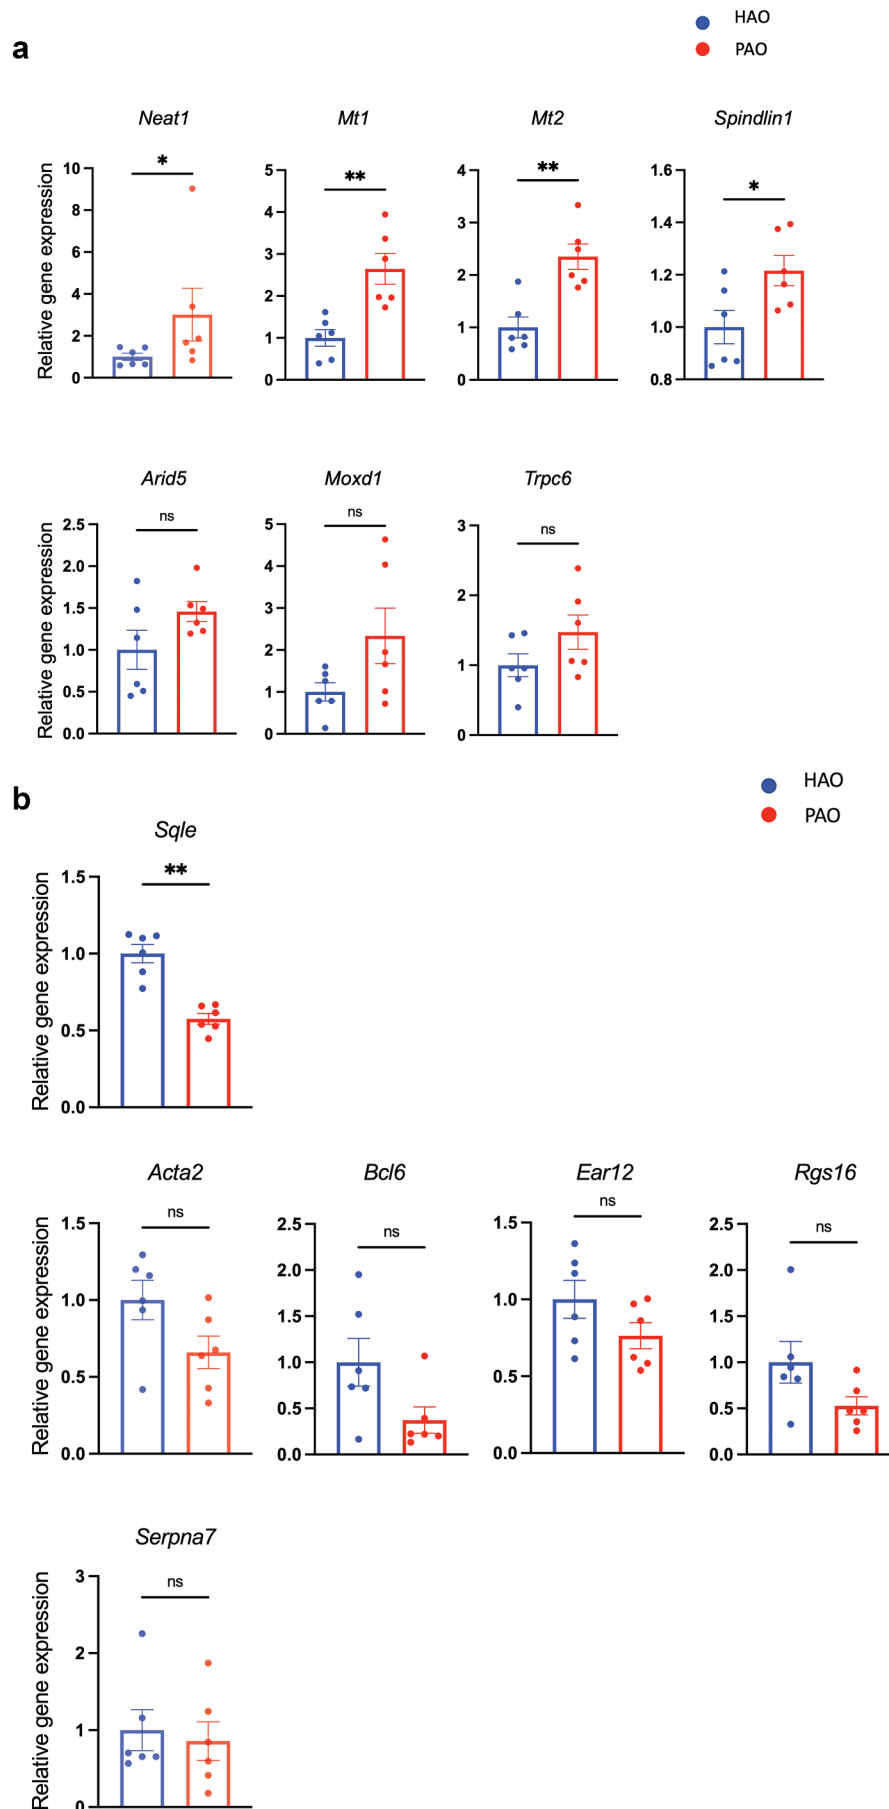 HAO
a
PAO
Neat1 Mt1 Mt2 Spindlin1
* ** ** *
Relative gene expression
10 8 6 4 2 0
5 4 3 2 1 0
4 3 2 1 0
1.6 1.4 1.2 1.0 0.8
Arid5 Moxd1 Trpc6
ns ns ns
Relative gene expression
2.5 2.0 1.5 1.0 0.5 0.0
5 4 3 2 1 0
3 2 1 0
b
HAO
PAO
Sqle
**
Relative gene expression
1.5 1.0 0.5 0.0
Acta2 Bcl6 Ear12 Rgs16
ns ns ns ns
Relative gene expression
1.5 1.0 0.5 0.0
2.5 2.0 1.5 1.0 0.5 0.0
1.5 1.0 0.5 0.0
2.5 2.0 1.5 1.0 0.5 0.0
Serpna7
ns
Relative gene expression
3 2 1 0